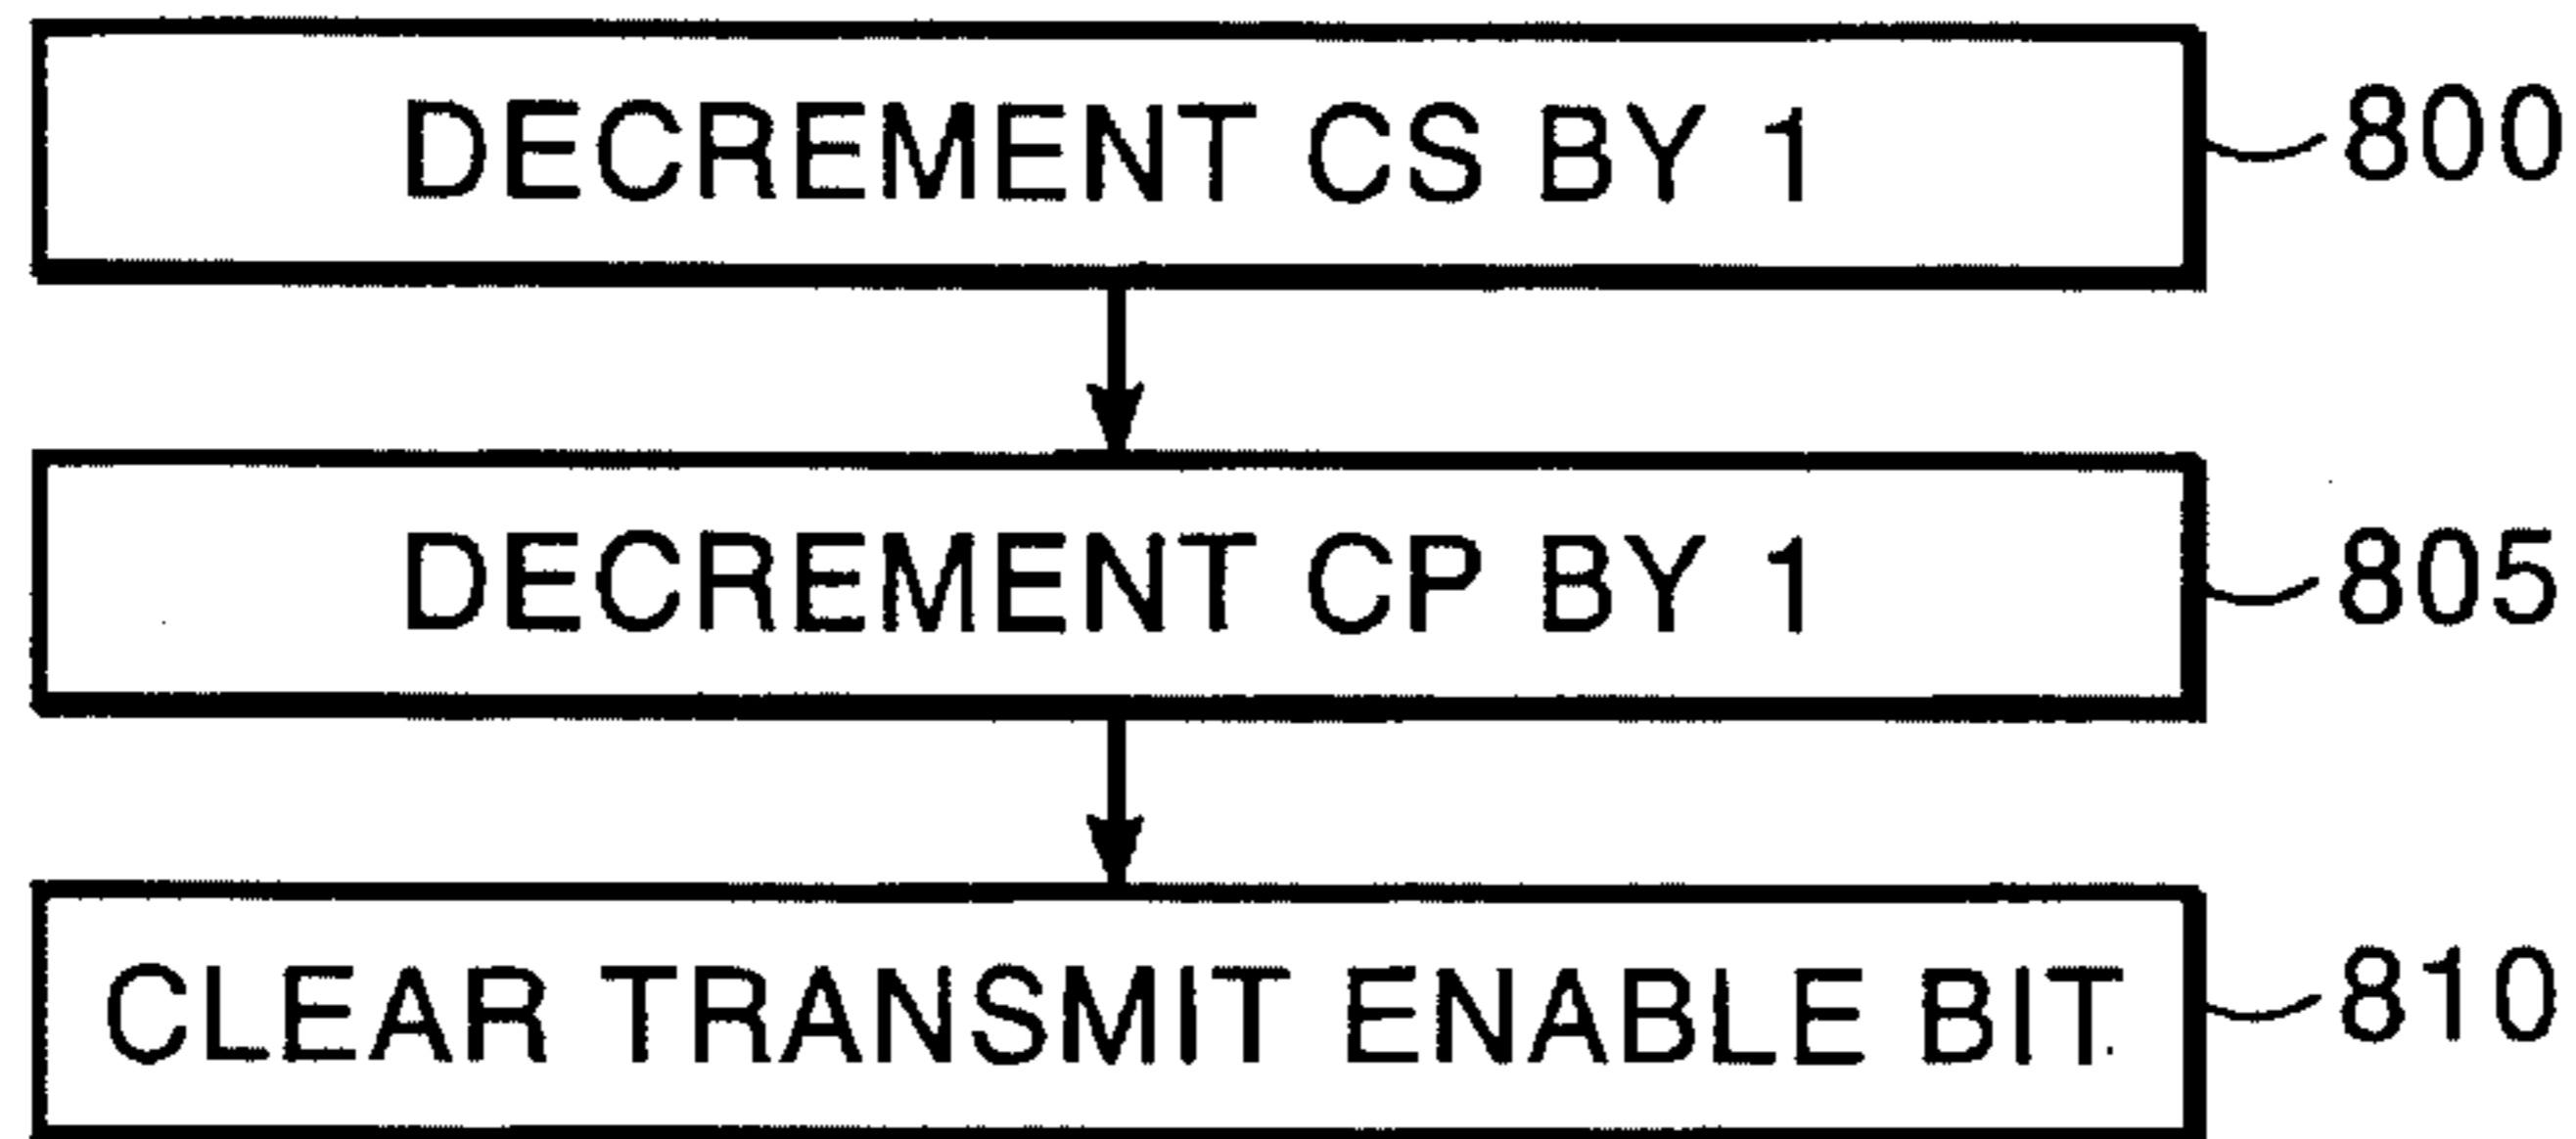 DECREMENT CS BY 1 800
DECREMENT CP BY 1 805
CLEAR TRANSMIT ENABLE BIT 810